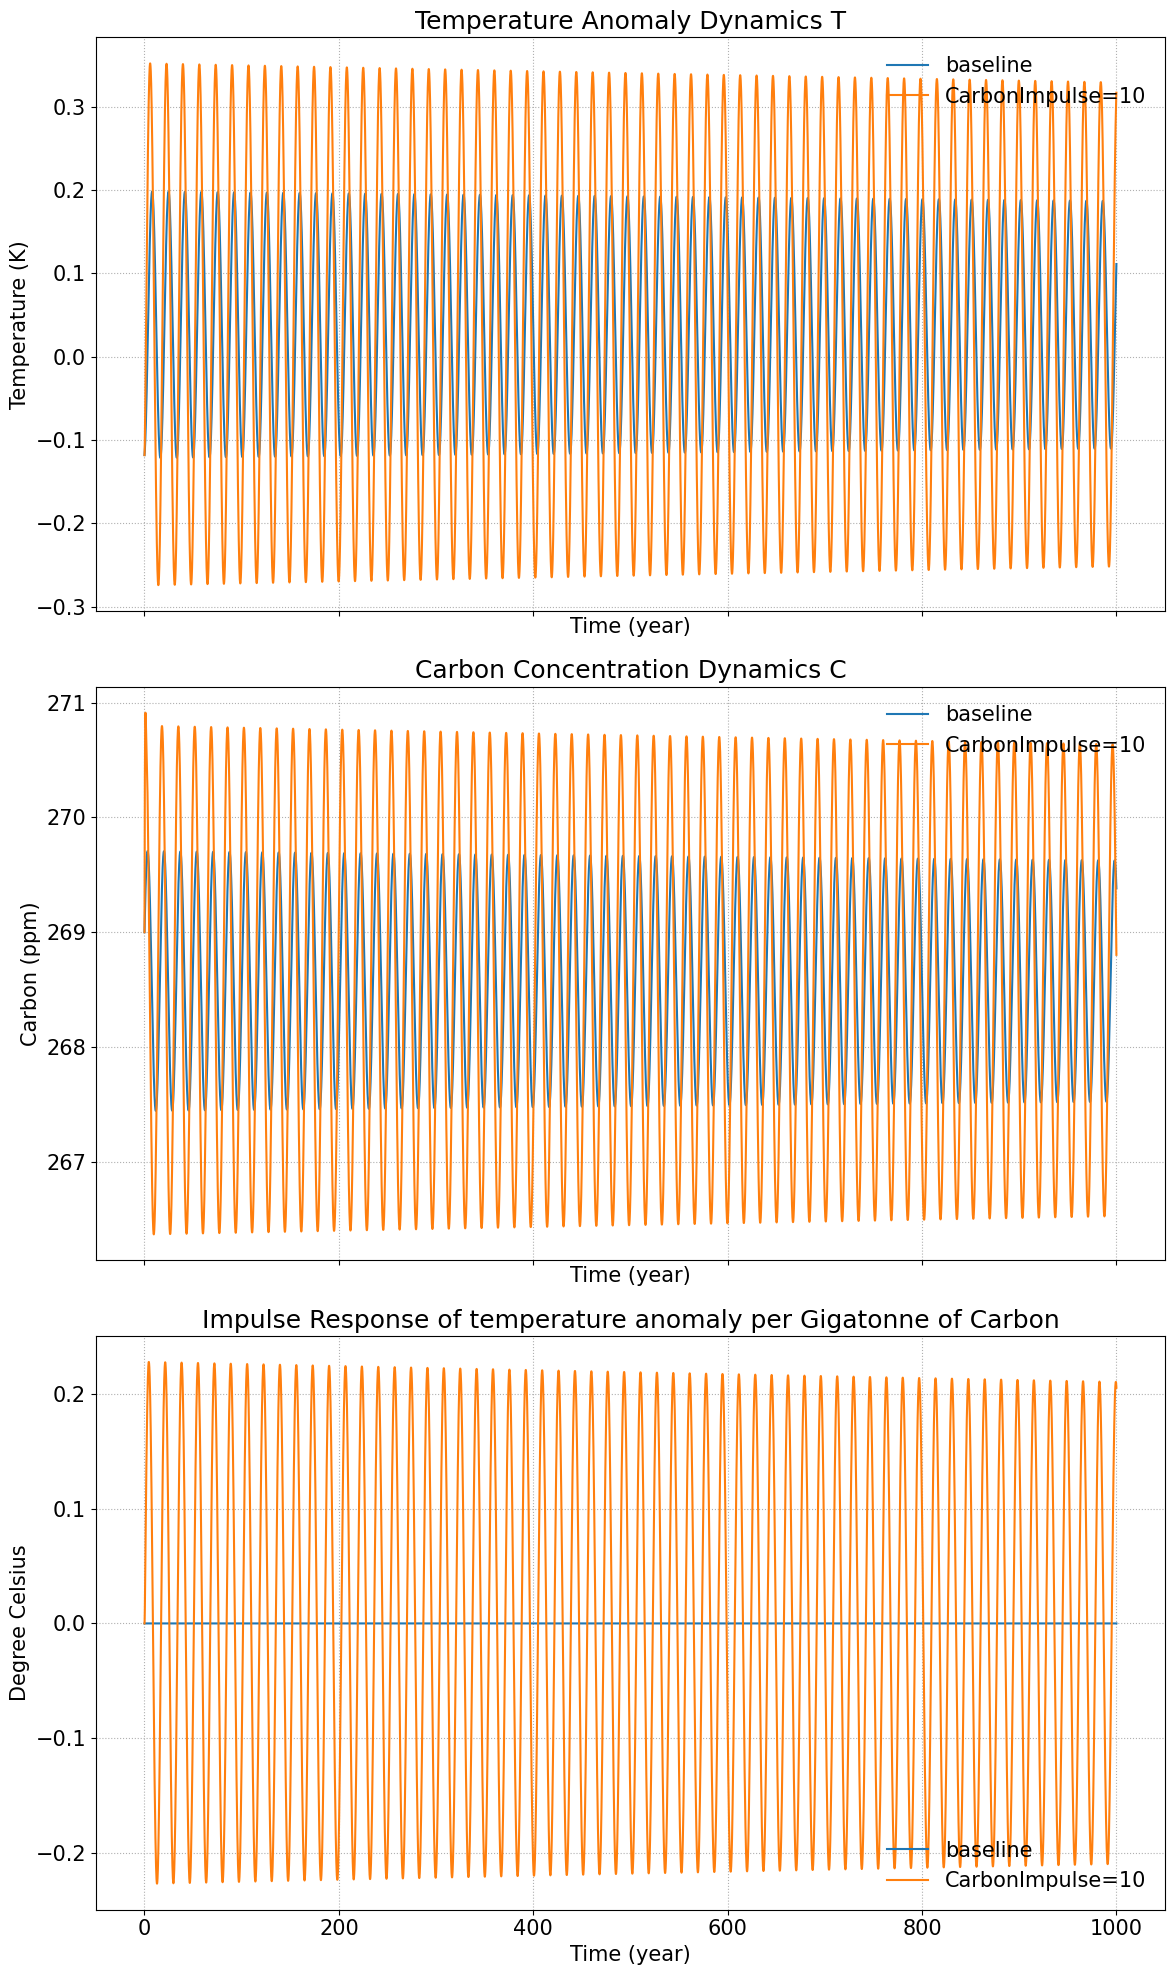 Temperature Anomaly Dynamics T
baseline
CarbonImpulse=10
Temperature (K)
0.3
0.2
0.1
0.0
−0.1
−0.2
−0.3
Time (year)
Carbon Concentration Dynamics C
baseline
CarbonImpulse=10
Carbon (ppm)
271
270
269
268
267
Time (year)
Impulse Response of temperature anomaly per Gigatonne of Carbon
Degree Celsius
0.2
0.1
0.0
−0.1
−0.2
baseline
CarbonImpulse=10
0 200 400 600 800 1000
Time (year)